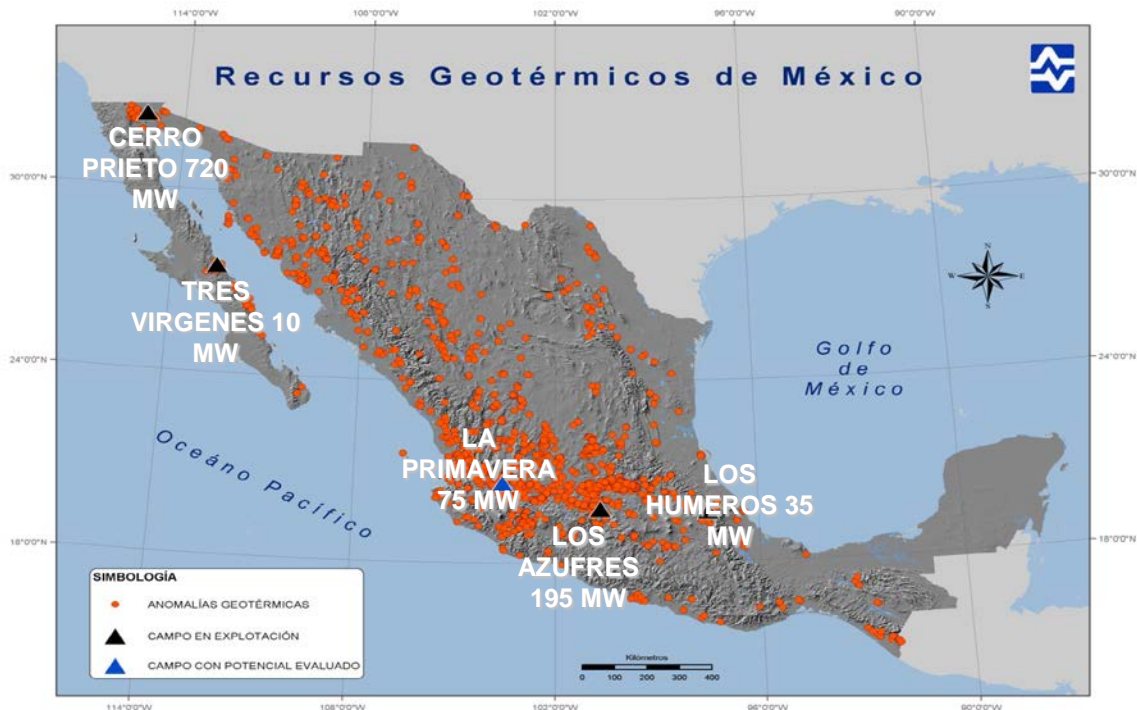 114°0'0"W 108°0'0"W 102°0'0"W 96°0'0"W 90°0'0"W
Recursos Geotérmicos de México
CERRO
PRIETO 720
MW
30°0'0"N 30°0'0"N
N
W E
S
TRES
VIRGENES 10
MW
24°0'0"N 24°0'0"N
Golfo
de
México
Océano Pacífico
LA
PRIMAVERA
75 MW
LOS
HUMEROS 35
MW
LOS
AZUFRES
195 MW
18°0'0"N 18°0'0"N
SIMBOLOGÍA
ANOMALÍAS GEOTÉRMICAS
CAMPO EN EXPLOTACIÓN
CAMPO CON POTENCIAL EVALUADO
Kilómetros
0 50 100 200 300 400
114°0'0"W 108°0'0"W 102°0'0"W 96°0'0"W 90°0'0"W